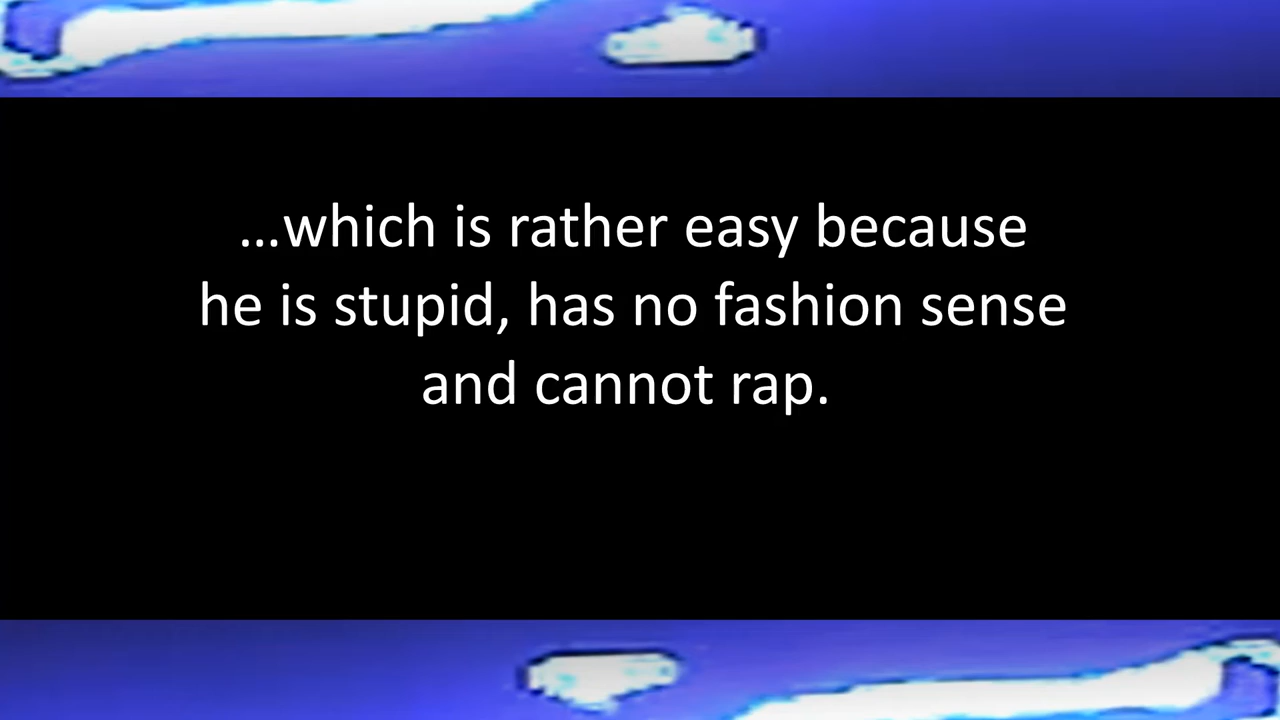 …which is rather easy because
he is stupid, has no fashion sense
and cannot rap.